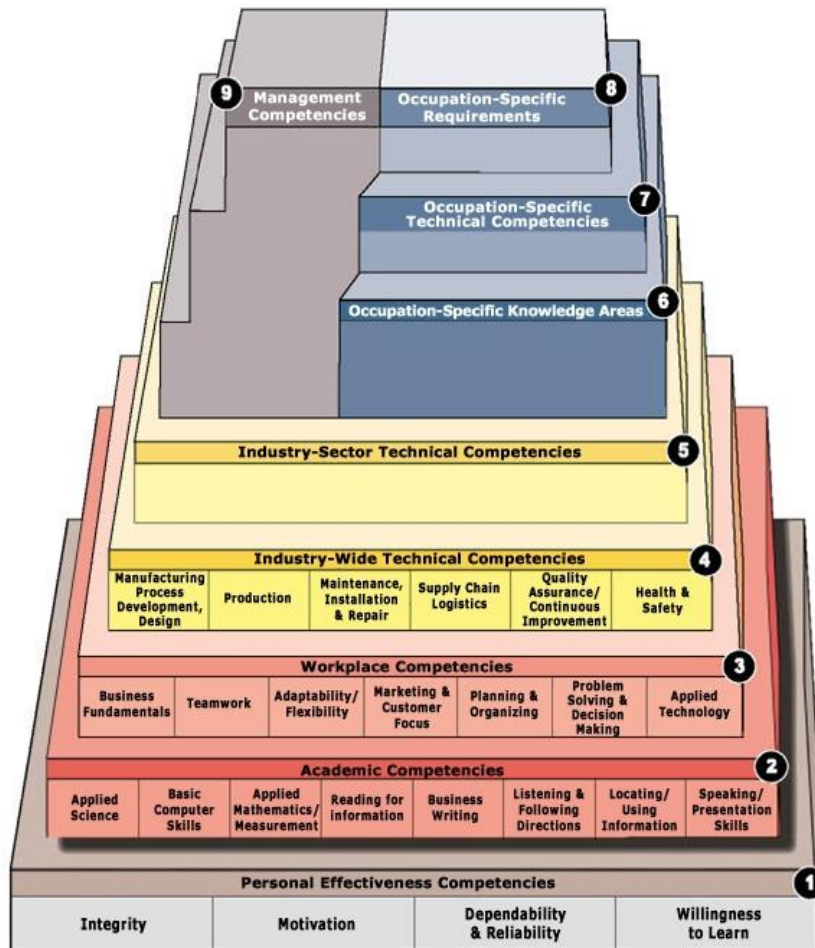 9
Management
Competencies
Occupation-Specific
Requirements
8
Occupation-Specific
Technical Competencies
7
Occupation-Specific Knowledge Areas
6
Industry-Sector Technical Competencies
5
Industry-Wide Technical Competencies
4
Manufacturing
Process
Development,
Design
Production
Maintenance,
Installation
& Repair
Supply Chain
Logistics
Quality
Assurance/
Continuous
Improvement
Health &
Safety
Workplace Competencies
3
Business
Fundamentals
Teamwork
Adaptability/
Flexibility
Marketing &
Customer
Focus
Planning &
Organizing
Problem
Solving &
Decision
Making
Applied
Technology
Academic Competencies
2
Applied
Science
Basic
Computer
Skills
Applied
Mathematics/
Measurement
Reading for
information
Business
Writing
Listening &
Following
Directions
Locating/
Using
Information
Speaking/
Presentation
Skills
Personal Effectiveness Competencies
1
Integrity
Motivation
Dependability
& Reliability
Willingness
to Learn